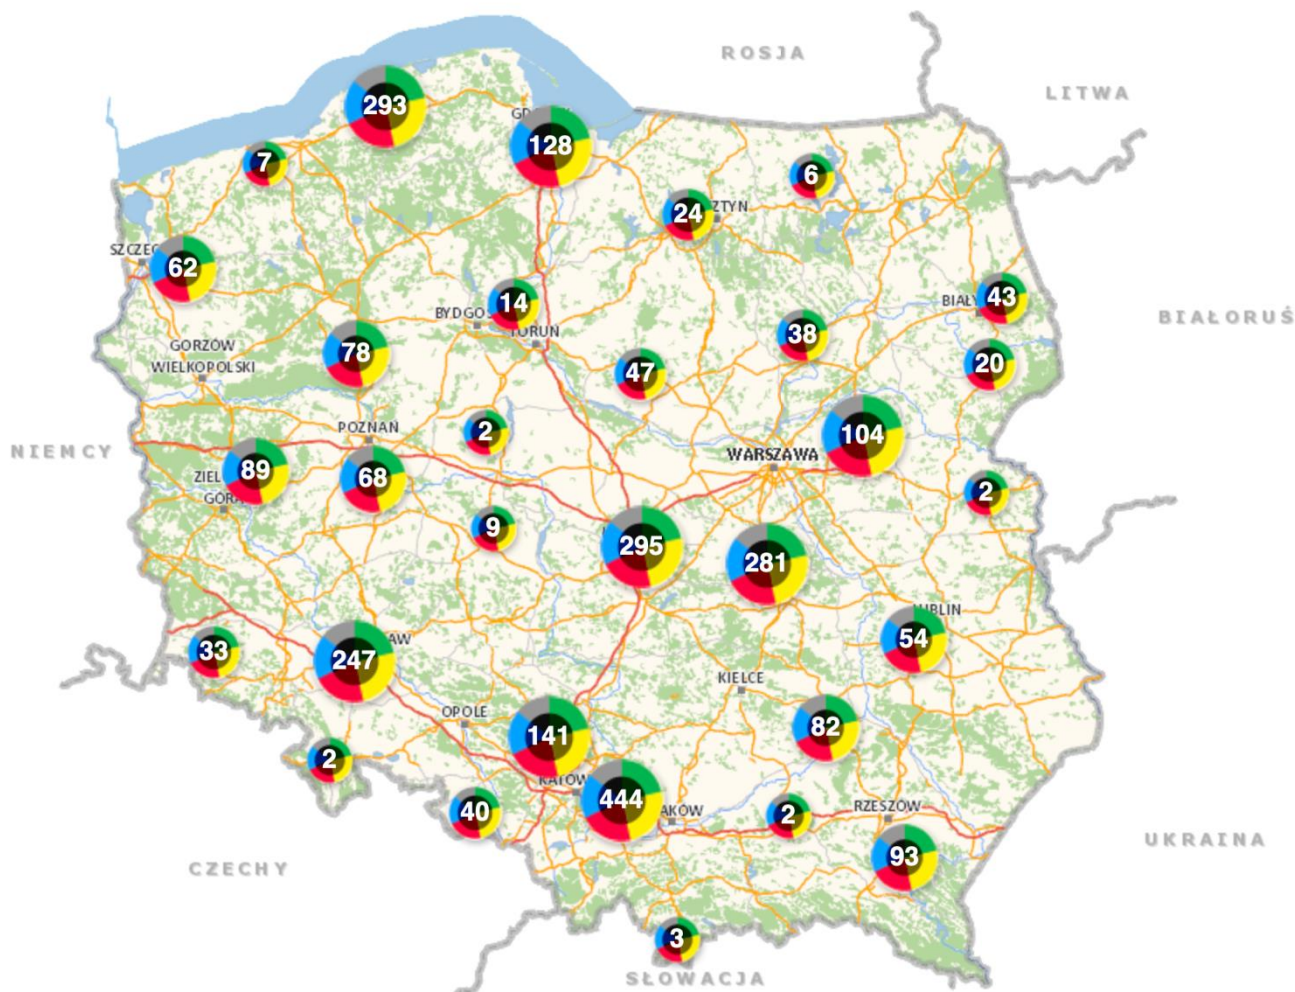 ROSJA
LITWA
293
128
7
6
24
62
14
43
BIAŁORUŚ
38
TORUŃ
GORZÓW
WIELKOPOLSKI
78
20
47
POZNAŃ
2
104
NIEMCY
WARSZAWA
89
68
2
9
295
281
54
33
247
KIELCE
OPOLE
82
141
2
444
RZESZÓW
40
2
UKRAINA
93
CZECHY
3
SŁOWACJA